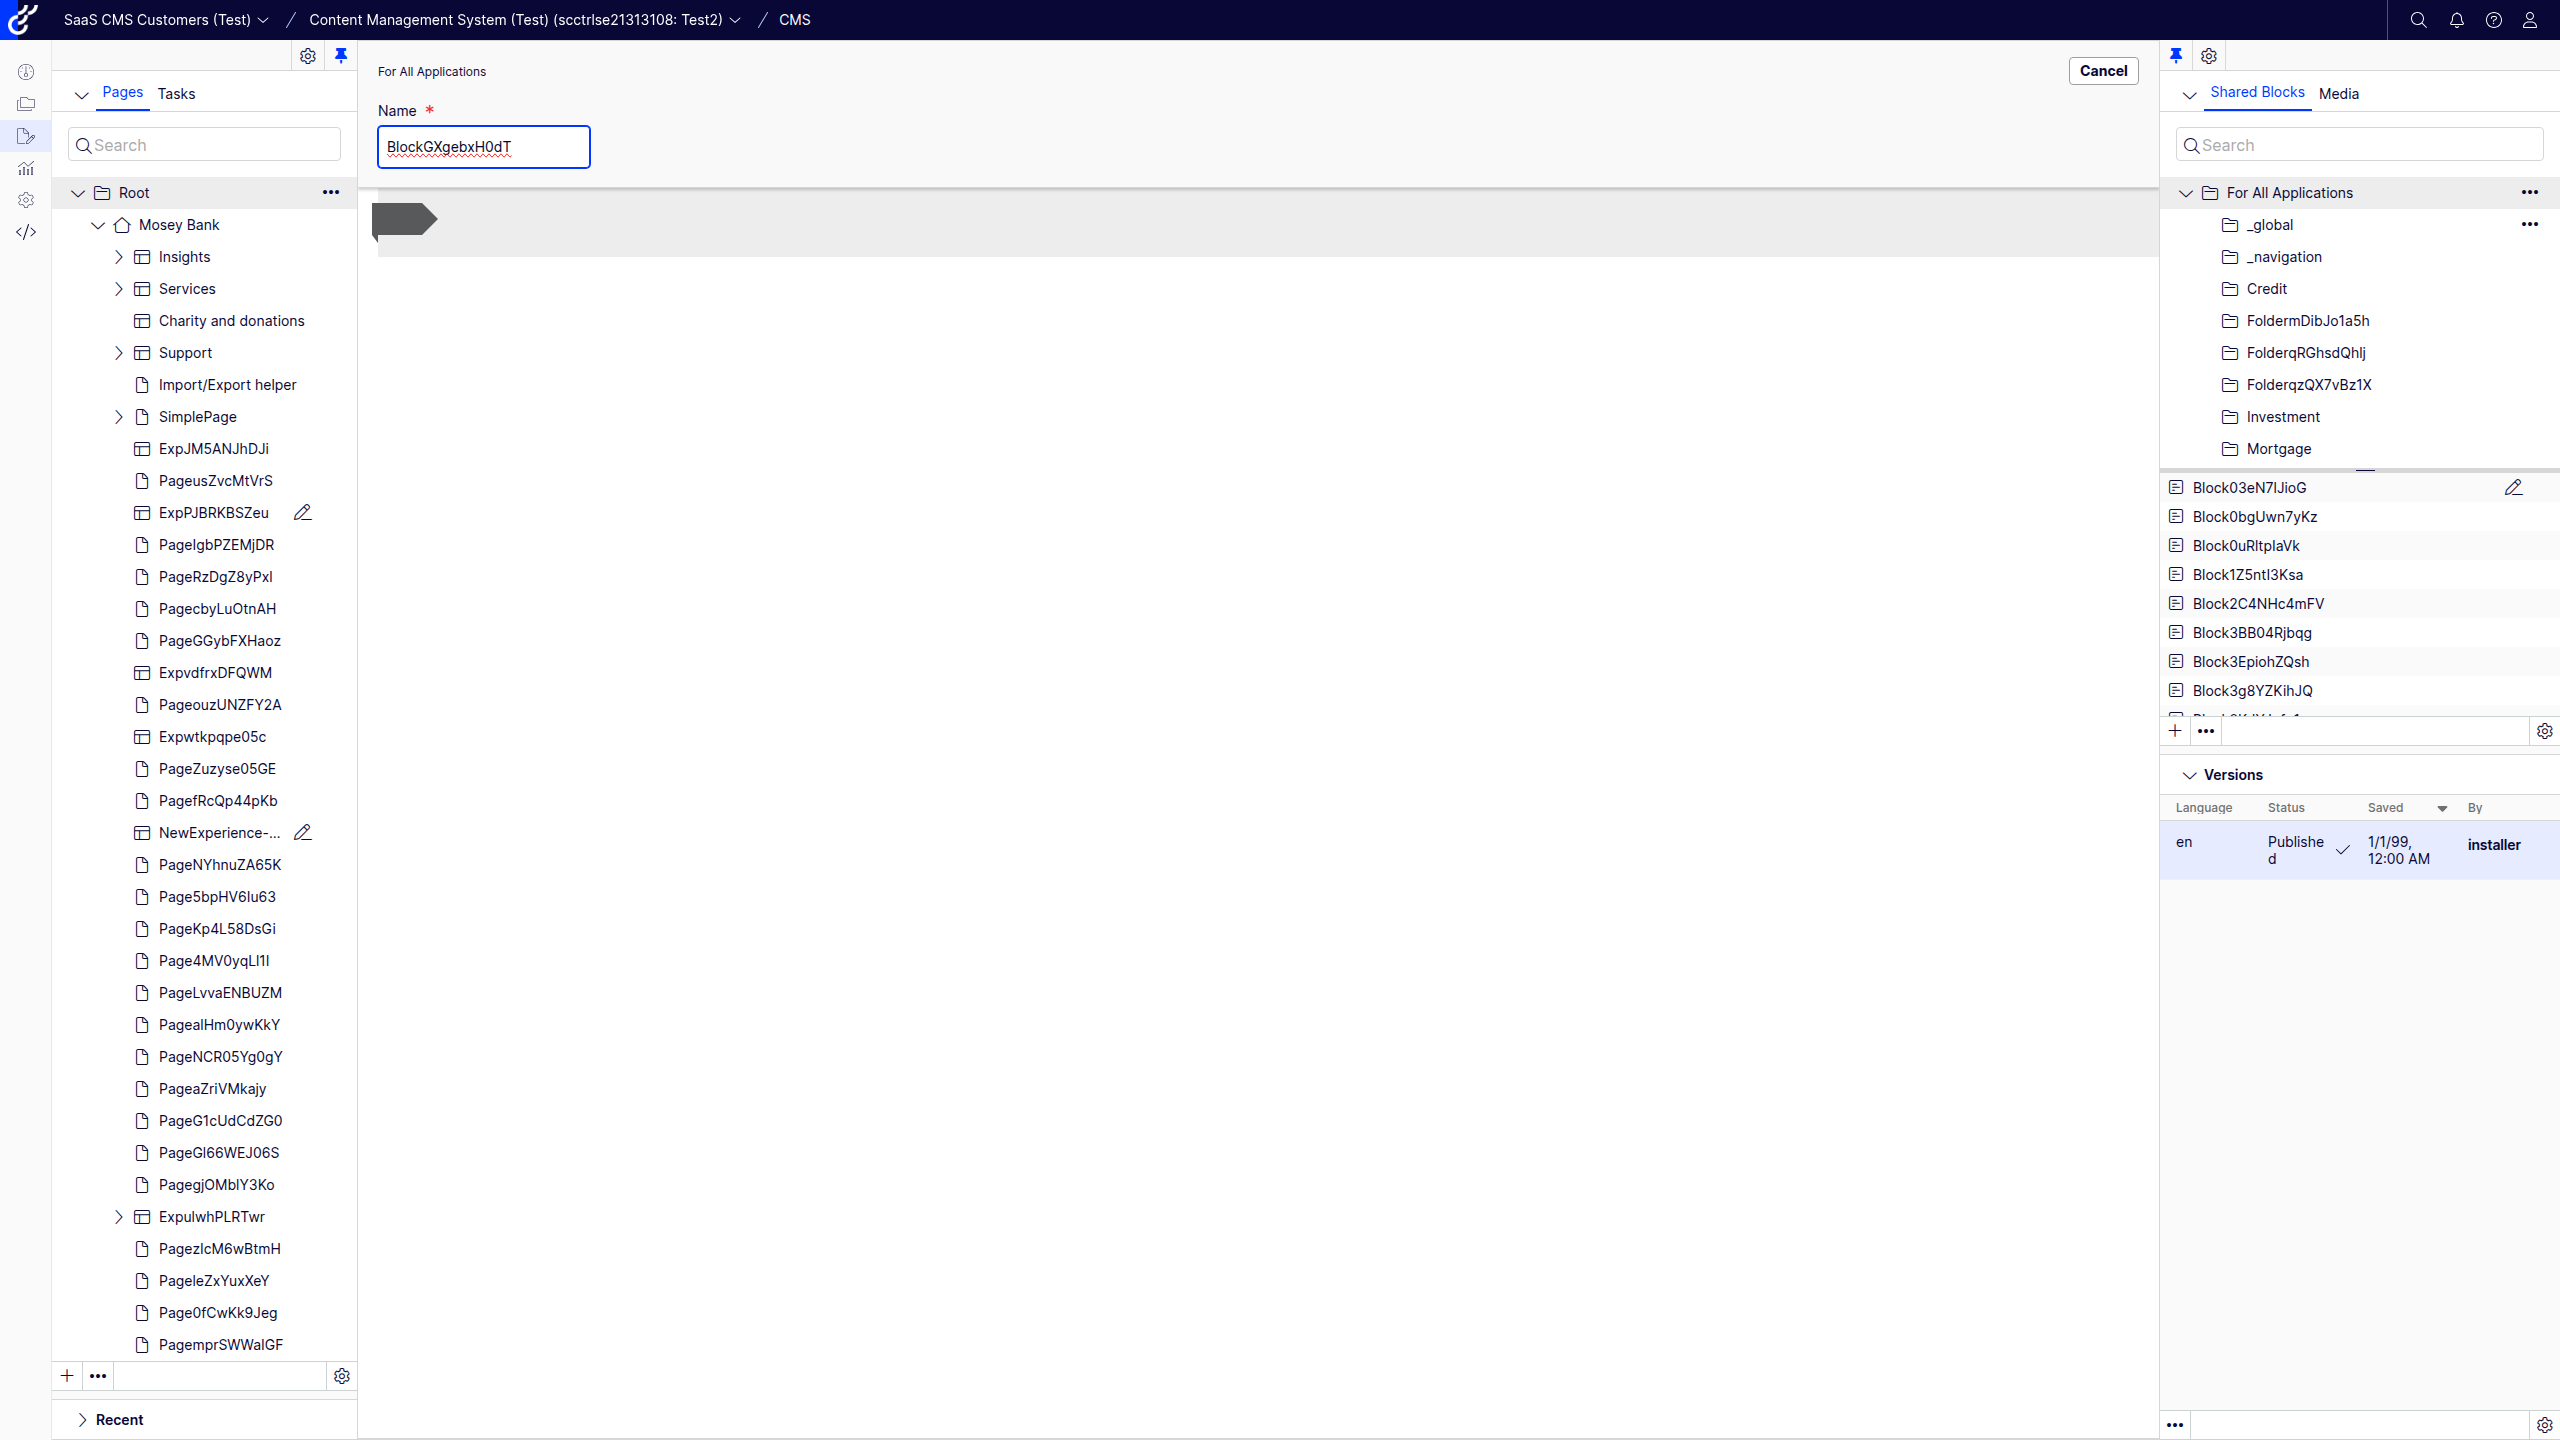 SaaS CMS Customers (Test) / Content Management System (Test) (scctrlse21313108: Test2) / CMS
Pages Tasks
Search
Root
Mosey Bank
Insights
Services
Charity and donations
Support
Import/Export helper
SimplePage
ExpJM5ANJhDJi
PageusZvcMtVrS
ExpPJBRKBSZeu
PageIgbPZEMjDR
PageRzDgZ8yPxl
PagecbyLuOtnAH
PageGGybFXHaoz
ExpvdfrxDFQWM
PageouzUNZFY2A
Expwtkpqpe05c
PageZuzyse05GE
PagefRcQp44pKb
NewExperience-...
PageNYhnuZA65K
Page5bpHV6lu63
PageKp4L58DsGi
Page4MV0yqLl1I
PageLvvaENBUZM
PagealHm0ywKkY
PageNCR05Yg0gY
PageaZriVMkajy
PageG1cUdCdZG0
PageGl66WEJ06S
PagegjOMblY3Ko
ExpulwhPLRTwr
PagezIcM6wBtmH
PageleZxYuxXeY
Page0fCwKk9Jeg
PagemprSWWalGF
Recent
For All Applications
Cancel
Name *
BlockGXgebxH0dT
Shared Blocks Media
Search
For All Applications
_global
_navigation
Credit
FoldermDibJo1a5h
FolderqRGhsdQhlj
FolderqzQX7vBz1X
Investment
Mortgage
Block03eN7lJioG
Block0bgUwn7yKz
Block0uRltplaVk
Block1Z5ntI3Ksa
Block2C4NHc4mFV
Block3BB04Rjbqg
Block3EpiohZQsh
Block3g8YZKihJQ
Versions
Language Status Saved By
en Publishe 1/1/99, installer
d 12:00 AM